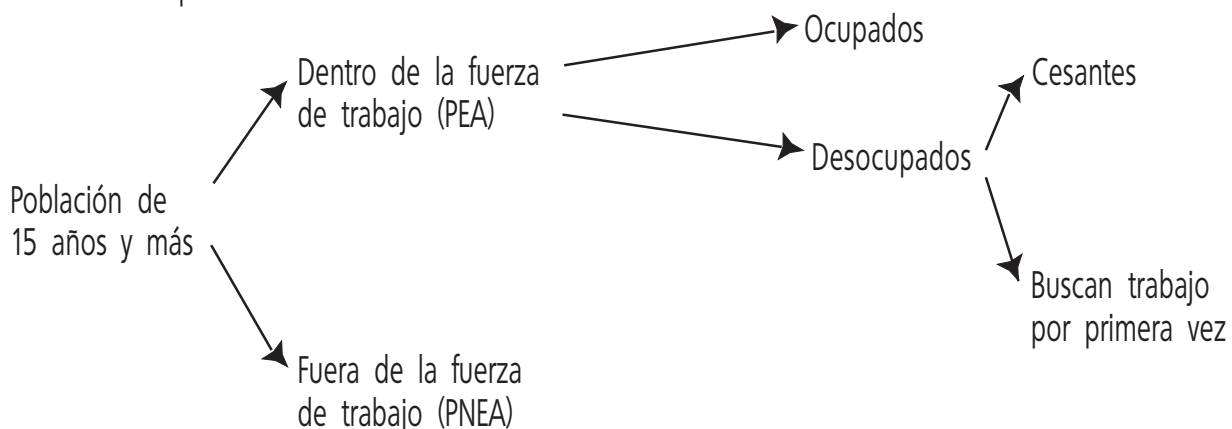 Ocupados
Dentro de la fuerza
de trabajo (PEA)
Cesantes
Desocupados
Población de
15 años y más
Buscan trabajo
por primera vez
Fuera de la fuerza
de trabajo (PNEA)